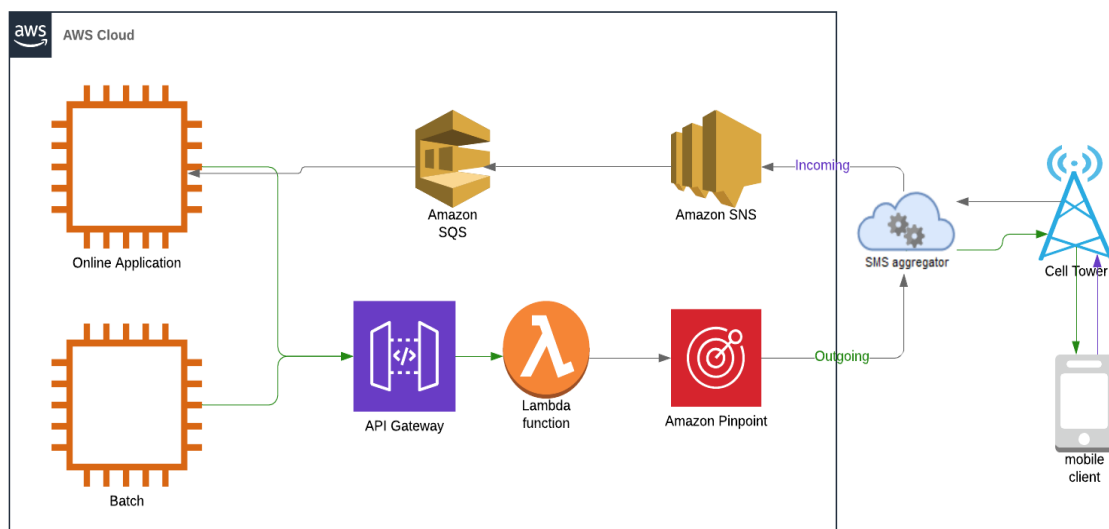 aws
AWS Cloud
Incoming
Amazon
SQS
Amazon SNS
Online Application
SMS aggregator
Cell Tower
</>
Outgoing
API Gateway
Lambda
function
Amazon Pinpoint
mobile
client
Batch